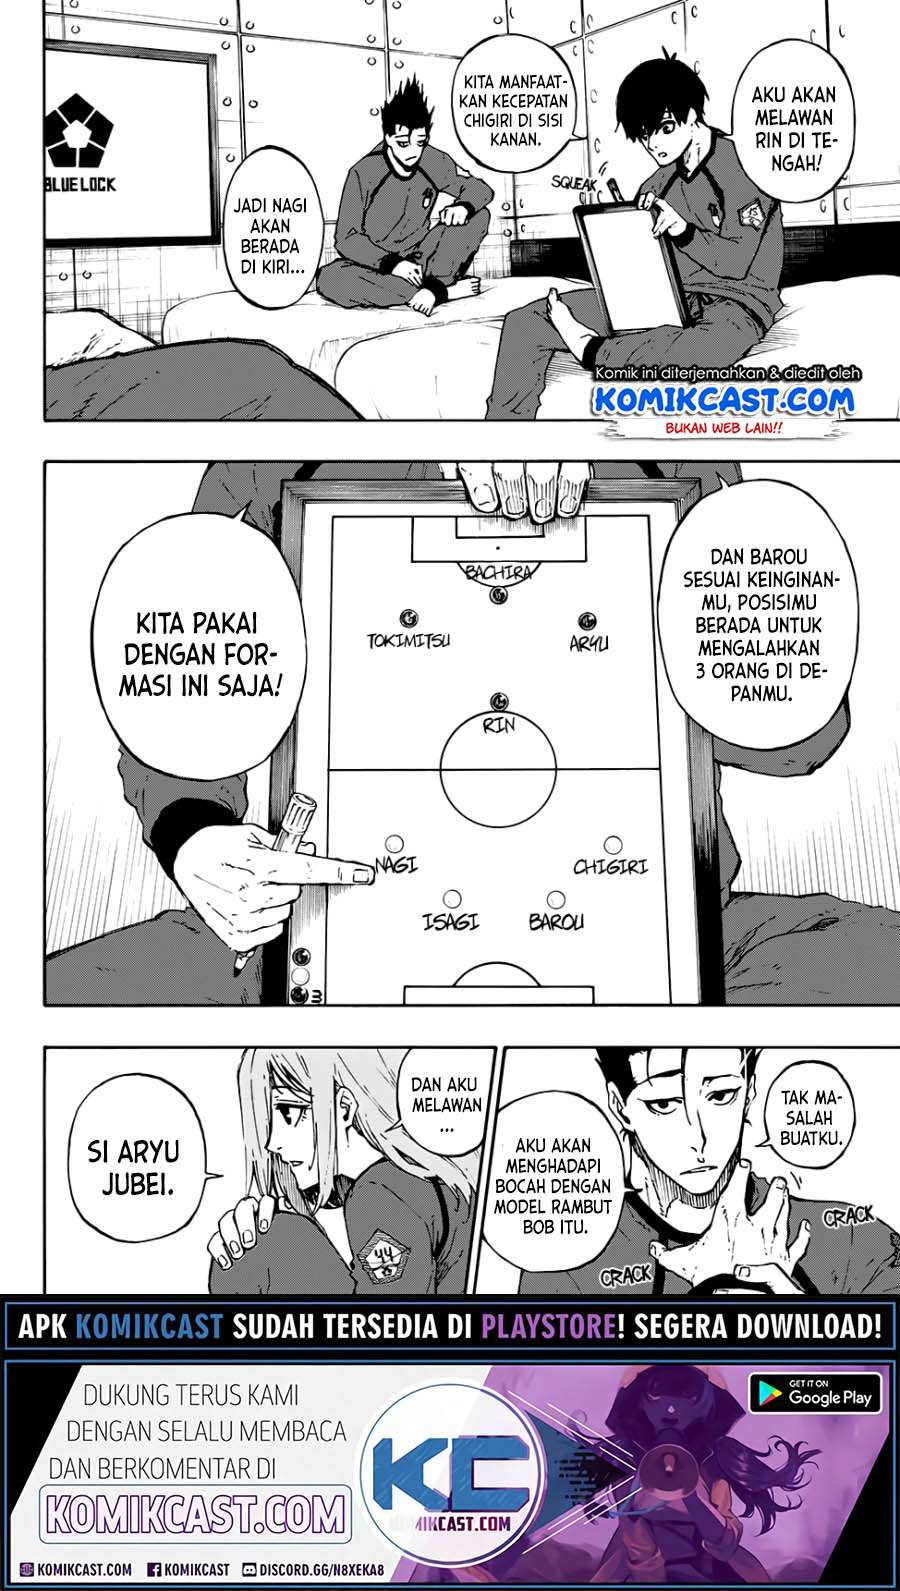 AKU AKAN
MELAWAN
RIN DI TE-
NGAH!
KITA MANFAAT-
KAN KECEPATAN
CHIGIRI DI SISI
KANAN.
SQUEAK
JADI NAGI
AKAN
BERADA
DI KIRI...
BLUE LOCK
Komik ini diterjemahkan & diedit oleh
KOMIKCAST.COM
BUKAN WEB LAIN!!
DAN BAROU
SESUAI KEINGINAN-
MU, POSISIMU
BERADA UNTUK
MENGALAHKAN
3 ORANG DI DE-
PANMU.
KITA PAKAI
DENGAN FOR-
MASI INI SAJA!
BACHIRA
TOKIMITSU
ARYU
RIN
NAGI
CHIGIRI
ISAGI
BAROU
3
TAK MA-
SALAH
BUATKU.
AKU AKAN
MENGHADAPI
BOCAH DENGAN
MODEL RAMBUT
BOB ITU.
CRACK
CRACK
DAN AKU
MELAWAN
...
SI ARYU
JUBEI.
44
APK KOMIKCAST SUDAH TERSEDIA DI PLAYSTORE! SEGERA DOWNLOAD!
DUKUNG TERUS KAMI
DENGAN SELALU MEMBACA
DAN BERKOMENTAR DI
KOMIKCAST.COM
KOMIKCAST.COM KOMIKCAST DISCORD.GG/N8XEKA8
KC
KOMIKCAST.COM
GET IT ON
Google Play